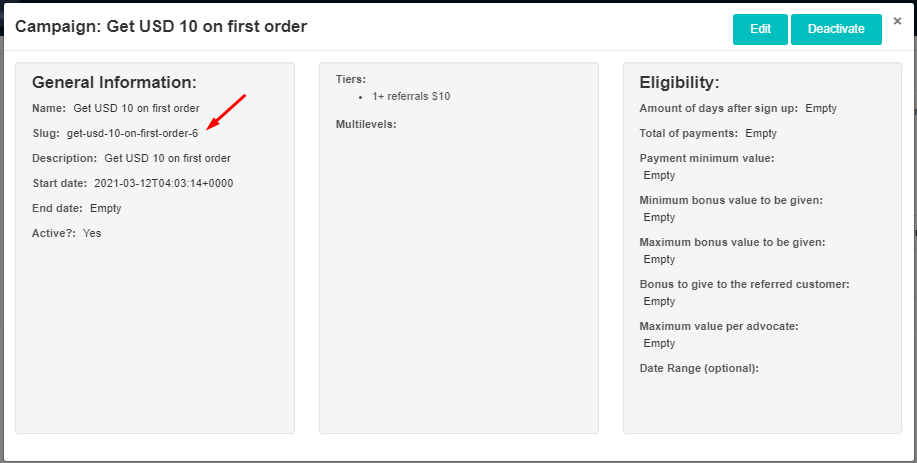 Campaign: Get USD 10 on first order
Edit
Deactivate
×
General Information:
Name: Get USD 10 on first order
Slug: get-usd-10-on-first-order-6
Description: Get USD 10 on first order
Start date: 2021-03-12T04:03:14+0000
End date: Empty
Active?: Yes
Tiers:
• 1+ referrals $10
Multilevels:
Eligibility:
Amount of days after sign up: Empty
Total of payments: Empty
Payment minimum value:
Empty
Minimum bonus value to be given:
Empty
Maximum bonus value to be given:
Empty
Bonus to give to the referred customer:
Empty
Maximum value per advocate:
Empty
Date Range (optional):